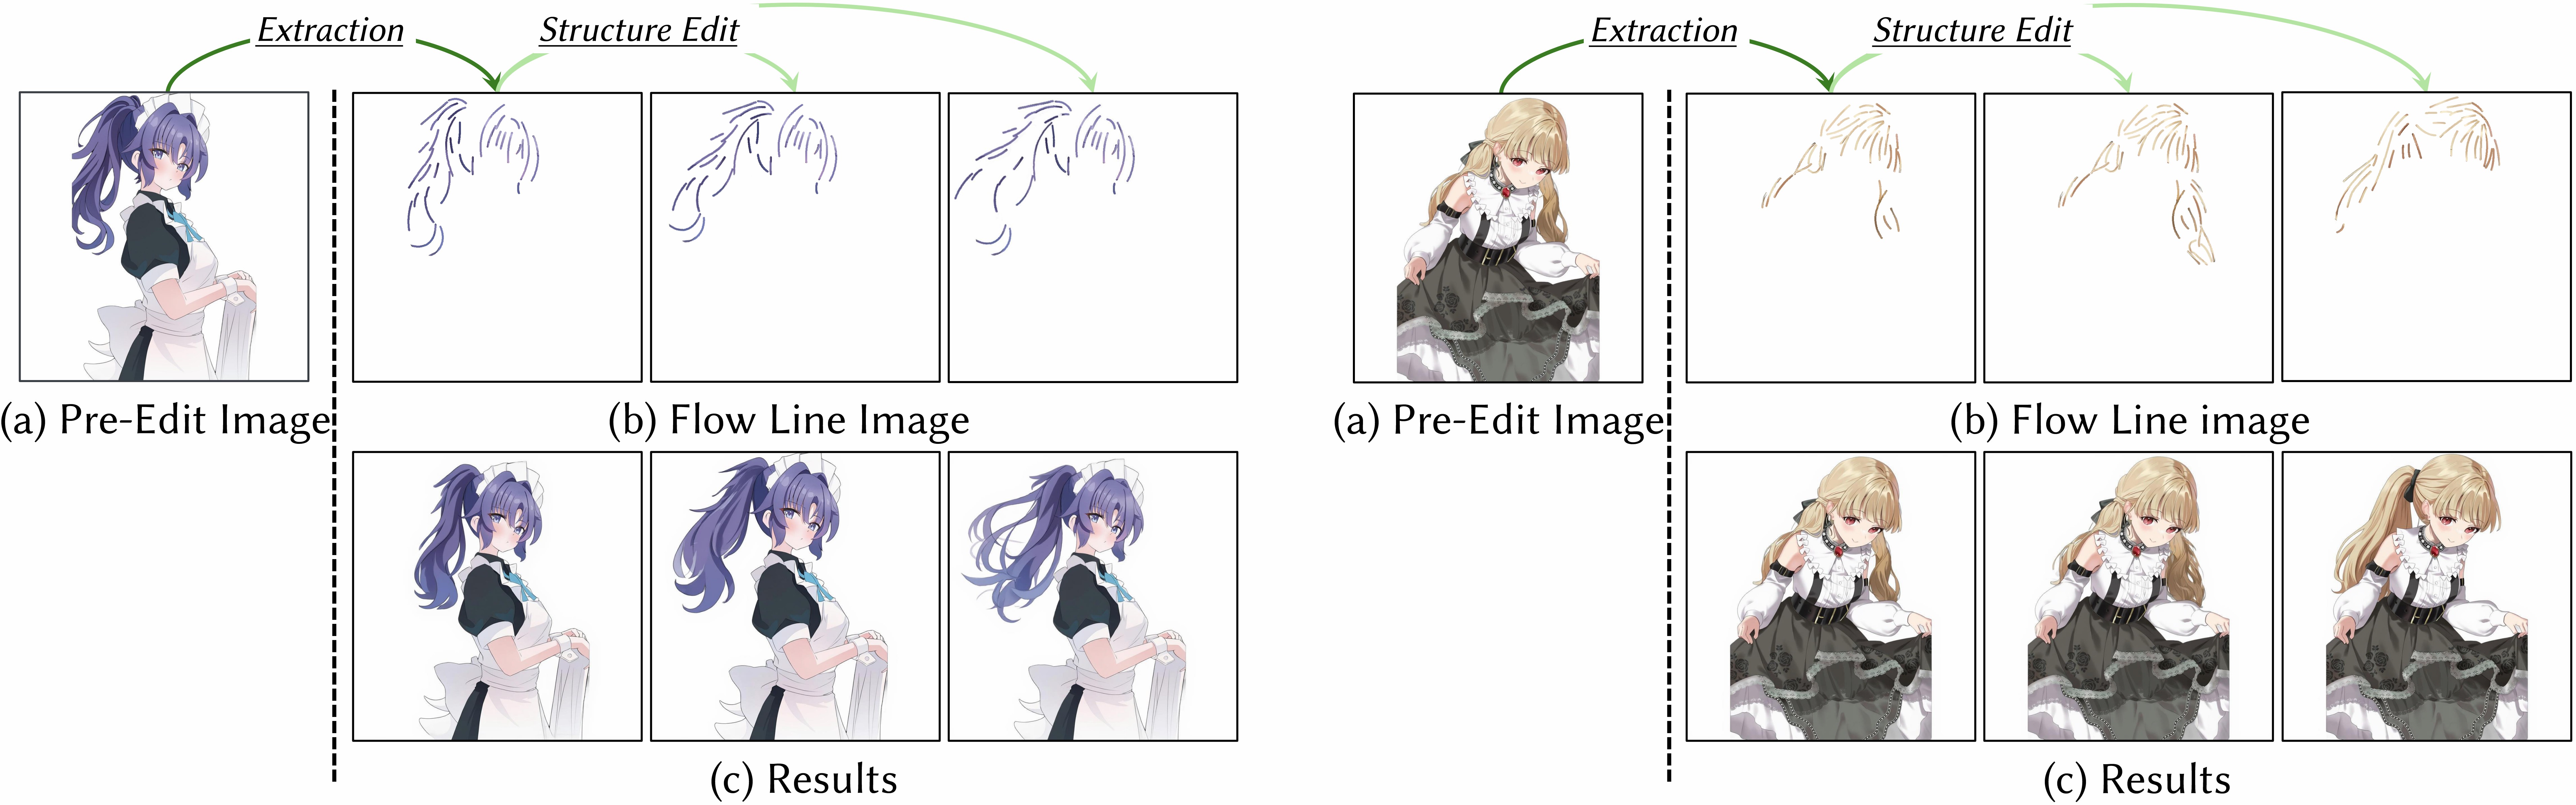 Extraction
Structure Edit
(a) Pre-Edit Image
(b) Flow Line Image
(c) Results
Extraction
Structure Edit
(a) Pre-Edit Image
(b) Flow Line image
(c) Results